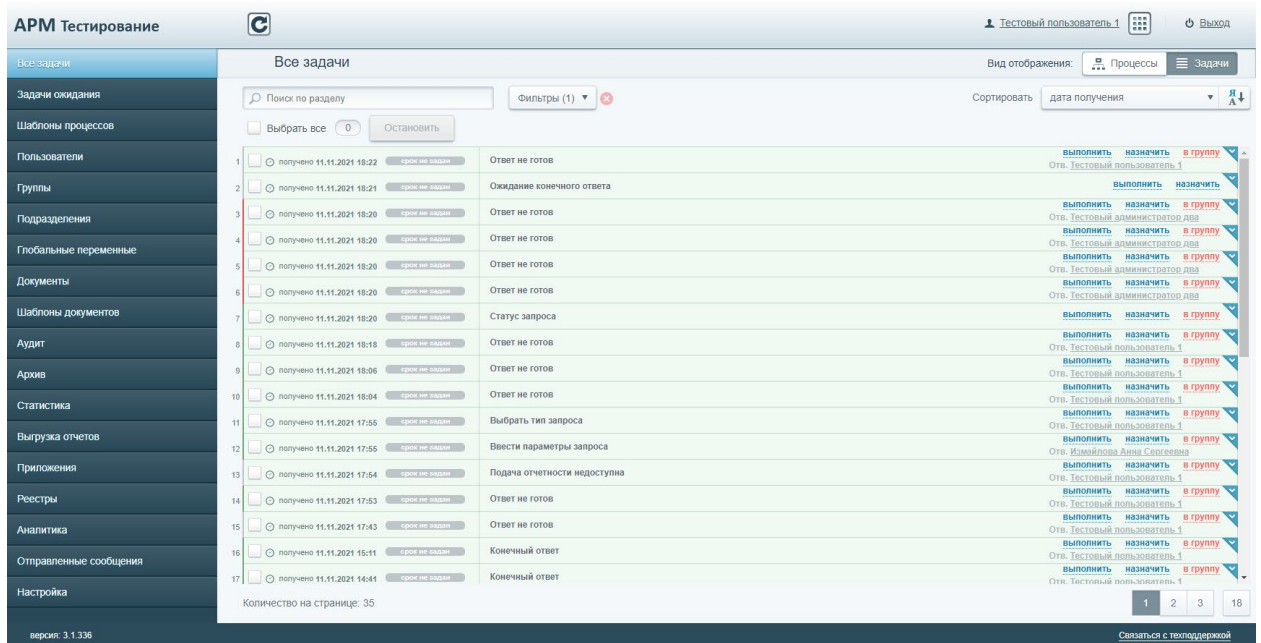 АРМ Тестирование
Тестовый пользователь 1
Выход
Все задачи
Задачи ожидания
Шаблоны процессов
Пользователи
Группы
Подразделения
Глобальные переменные
Документы
Шаблоны документов
Аудит
Архив
Статистика
Выгрузка отчетов
Приложения
Реестры
Аналитика
Отправленные сообщения
Настройка
Все задачи
Вид отображения: Процессы Задачи
Поиск по разделу Фильтры (1) Сортировать дата получения Я А
Выбрать все 0 Остановить
1 получено 11.11.2021 18:22 срок не задан Ответ не готов выполнить назначить в группу
Отв. Тестовый пользователь 1
2 получено 11.11.2021 18:21 срок не задан Ожидание конечного ответа выполнить назначить
3 получено 11.11.2021 18:20 срок не задан Ответ не готов выполнить назначить в группу
Отв. Тестовый администратор два
4 получено 11.11.2021 18:20 срок не задан Ответ не готов выполнить назначить в группу
Отв. Тестовый администратор два
5 получено 11.11.2021 18:20 срок не задан Ответ не готов выполнить назначить в группу
Отв. Тестовый администратор два
6 получено 11.11.2021 18:20 срок не задан Ответ не готов выполнить назначить в группу
Отв. Тестовый администратор два
7 получено 11.11.2021 18:20 срок не задан Статус запроса выполнить назначить в группу
8 получено 11.11.2021 18:18 срок не задан Ответ не готов выполнить назначить в группу
Отв. Тестовый пользователь 1
9 получено 11.11.2021 18:06 срок не задан Ответ не готов выполнить назначить в группу
Отв. Тестовый пользователь 1
10 получено 11.11.2021 18:04 срок не задан Ответ не готов выполнить назначить в группу
Отв. Тестовый пользователь 1
11 получено 11.11.2021 17:55 срок не задан Выбрать тип запроса выполнить назначить в группу
Отв. Тестовый пользователь 1
12 получено 11.11.2021 17:55 срок не задан Ввести параметры запроса выполнить назначить в группу
Отв. Измайлова Анна Сергеевна
13 получено 11.11.2021 17:54 срок не задан Подача отчетности недоступна выполнить назначить в группу
Отв. Тестовый пользователь 1
14 получено 11.11.2021 17:53 срок не задан Ответ не готов выполнить назначить в группу
Отв. Тестовый пользователь 1
15 получено 11.11.2021 17:43 срок не задан Ответ не готов выполнить назначить в группу
Отв. Тестовый пользователь 1
16 получено 11.11.2021 15:11 срок не задан Конечный ответ выполнить назначить в группу
Отв. Тестовый пользователь 1
17 получено 11.11.2021 14:41 срок не задан Конечный ответ выполнить назначить в группу
Отв. Тестовый пользователь 1
Количество на странице: 35
1 2 3 18
версия: 3.1.336
Связаться с техподдержкой